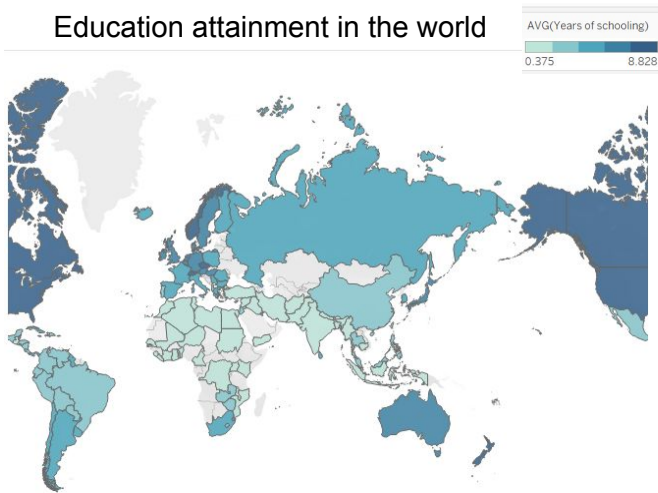 Education attainment in the world
AVG(Years of schooling)
0.375 8.828